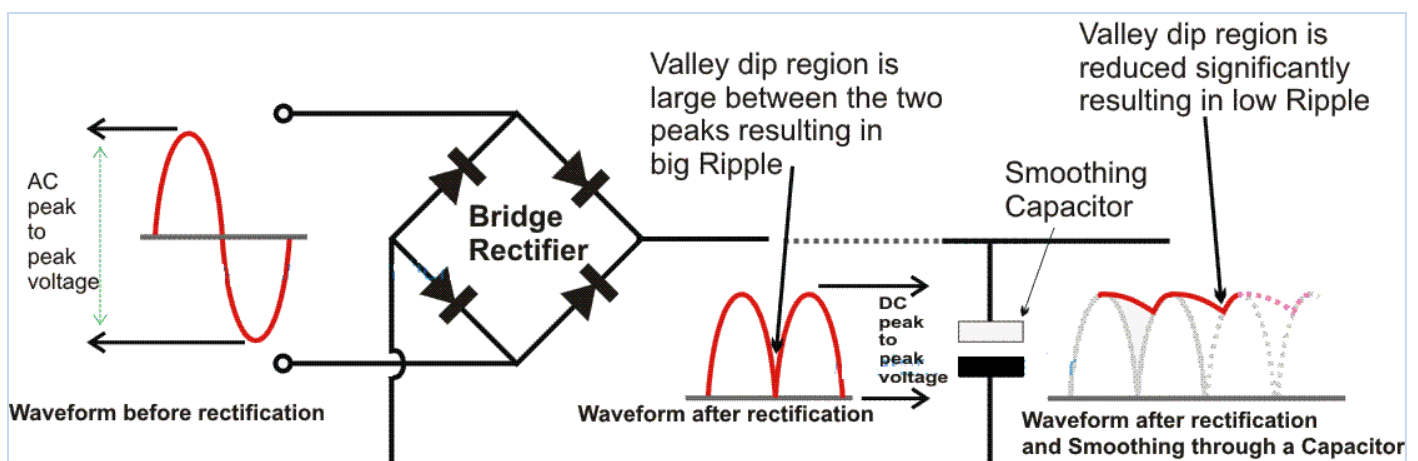 Valley dip region is
large between the two
peaks resulting in
big Ripple
Valley dip region is
reduced significantly
resulting in low Ripple
AC
peak
to
peak
voltage
Bridge
Rectifier
Smoothing
Capacitor
DC
peak
to
peak
voltage
Waveform before rectification
Waveform after rectification
Waveform after rectification
and Smoothing through a Capacitor